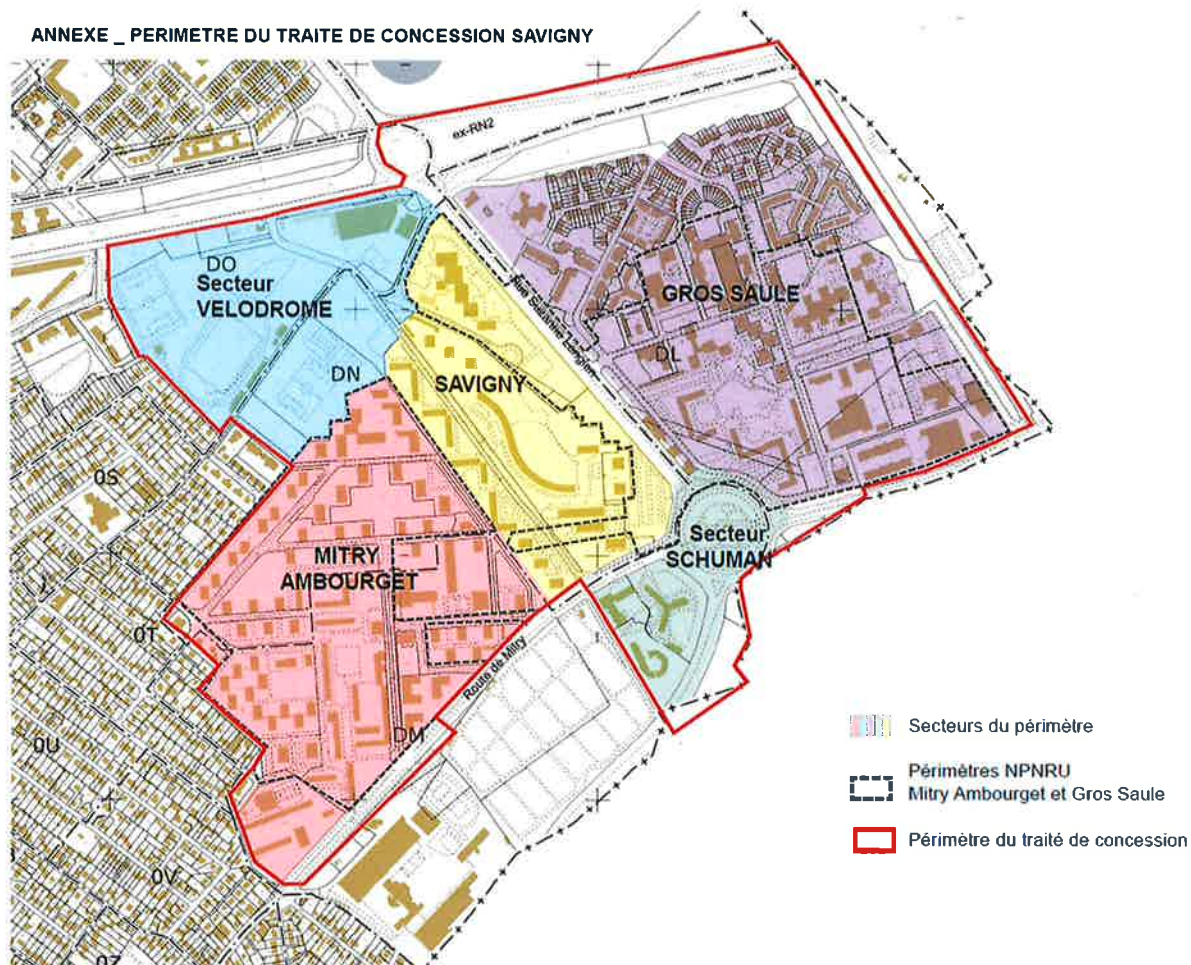 ANNEXE _ PERIMETRE DU TRAITE DE CONCESSION SAVIGNY
ex-RN2
DO
Secteur
VELODROME
GROS SAULE
DL
DN
SAVIGNY
0S
Secteur
SCHUMAN
MITRY
AMBOURGET
0T
Route de Mitry
DM
0U
0V
Secteurs du périmètre
Périmètres NPNRU
Mitry Ambourget et Gros Saule
Périmètre du traité de concession